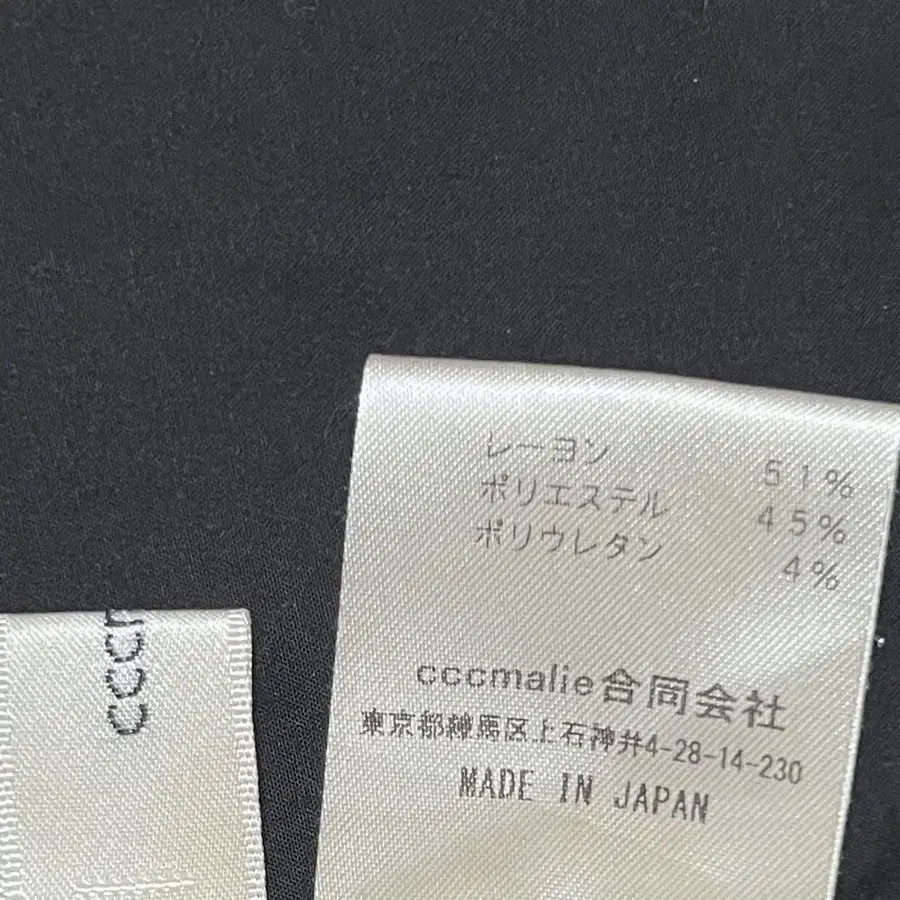 レーヨン 51%
ポリエステル 45%
ポリウレタン 4%
cccmalie合同会社
東京都練馬区上石神井4-28-14-230
MADE IN JAPAN
ccc